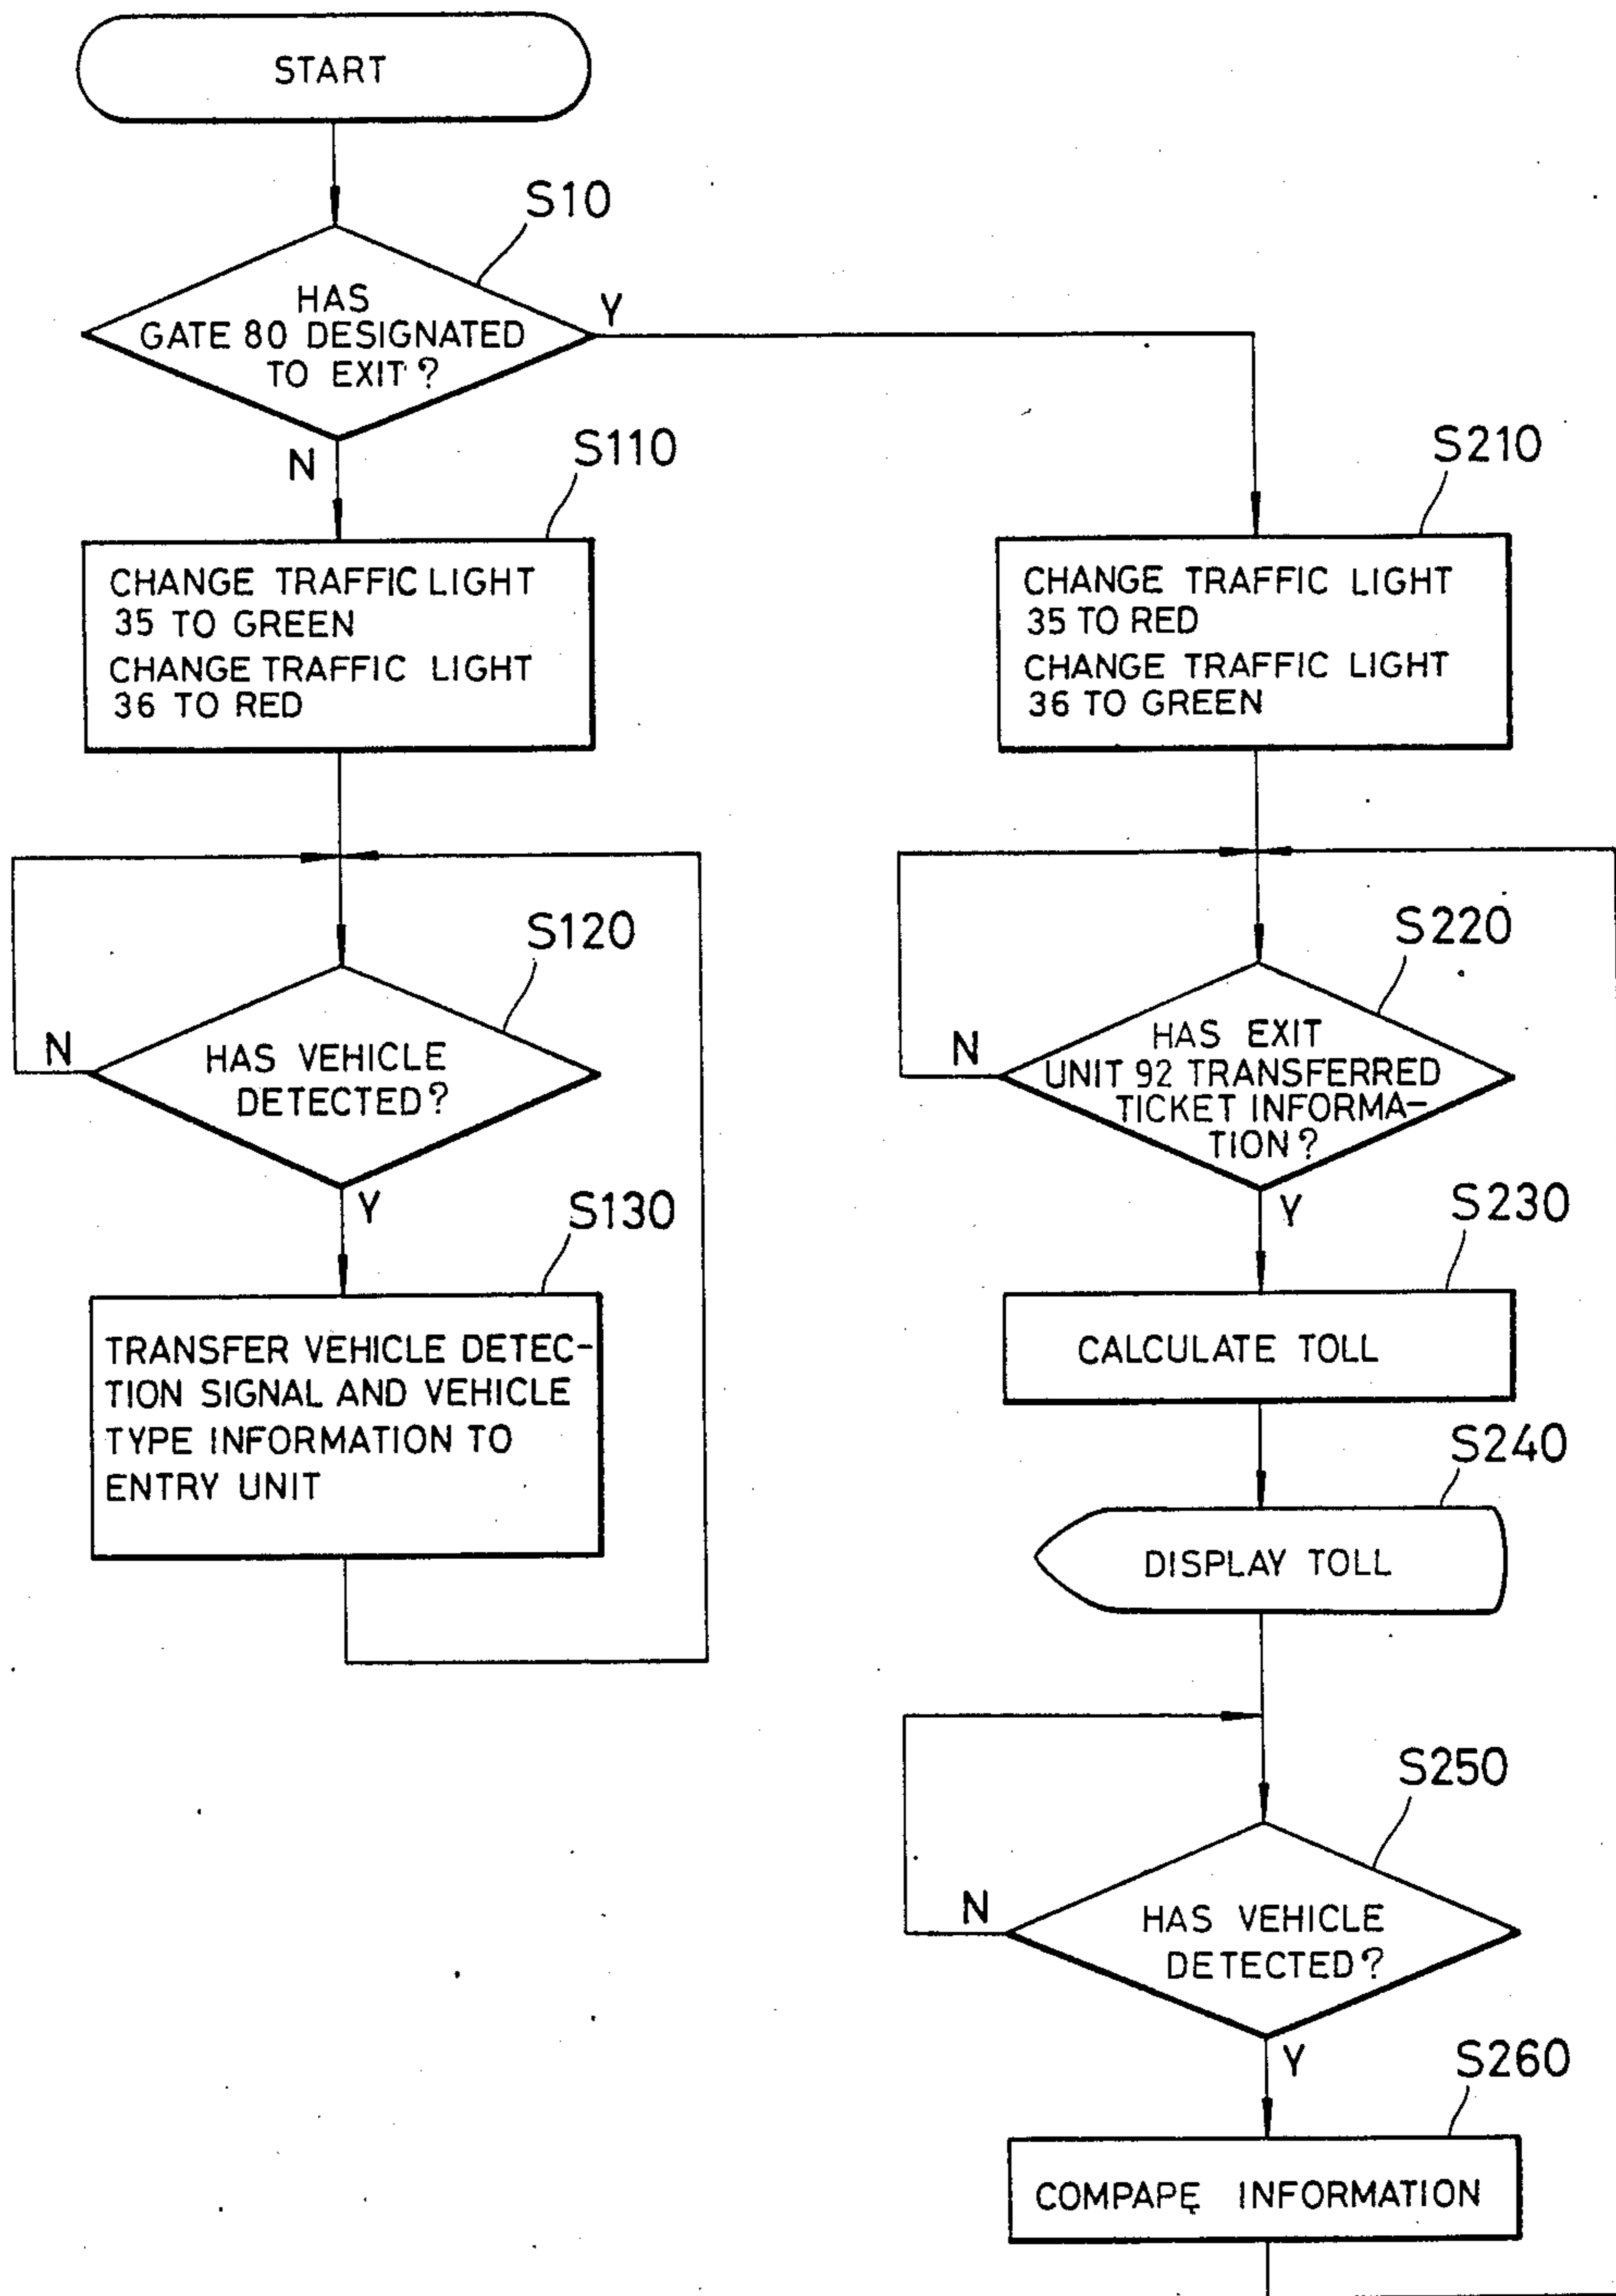 START
S10
HAS
GATE 80 DESIGNATED
TO EXIT?
Y
N
S110
CHANGE TRAFFIC LIGHT
35 TO GREEN
CHANGE TRAFFIC LIGHT
36 TO RED
S120
HAS VEHICLE
DETECTED?
N
Y
S130
TRANSFER VEHICLE DETEC-
TION SIGNAL AND VEHICLE
TYPE INFORMATION TO
ENTRY UNIT
S210
CHANGE TRAFFIC LIGHT
35 TO RED
CHANGE TRAFFIC LIGHT
36 TO GREEN
S220
HAS EXIT
UNIT 92 TRANSFERRED
TICKET INFORMA-
TION?
N
Y
S230
CALCULATE TOLL
S240
DISPLAY TOLL
S250
HAS VEHICLE
DETECTED?
N
Y
S260
COMPAPE INFORMATION